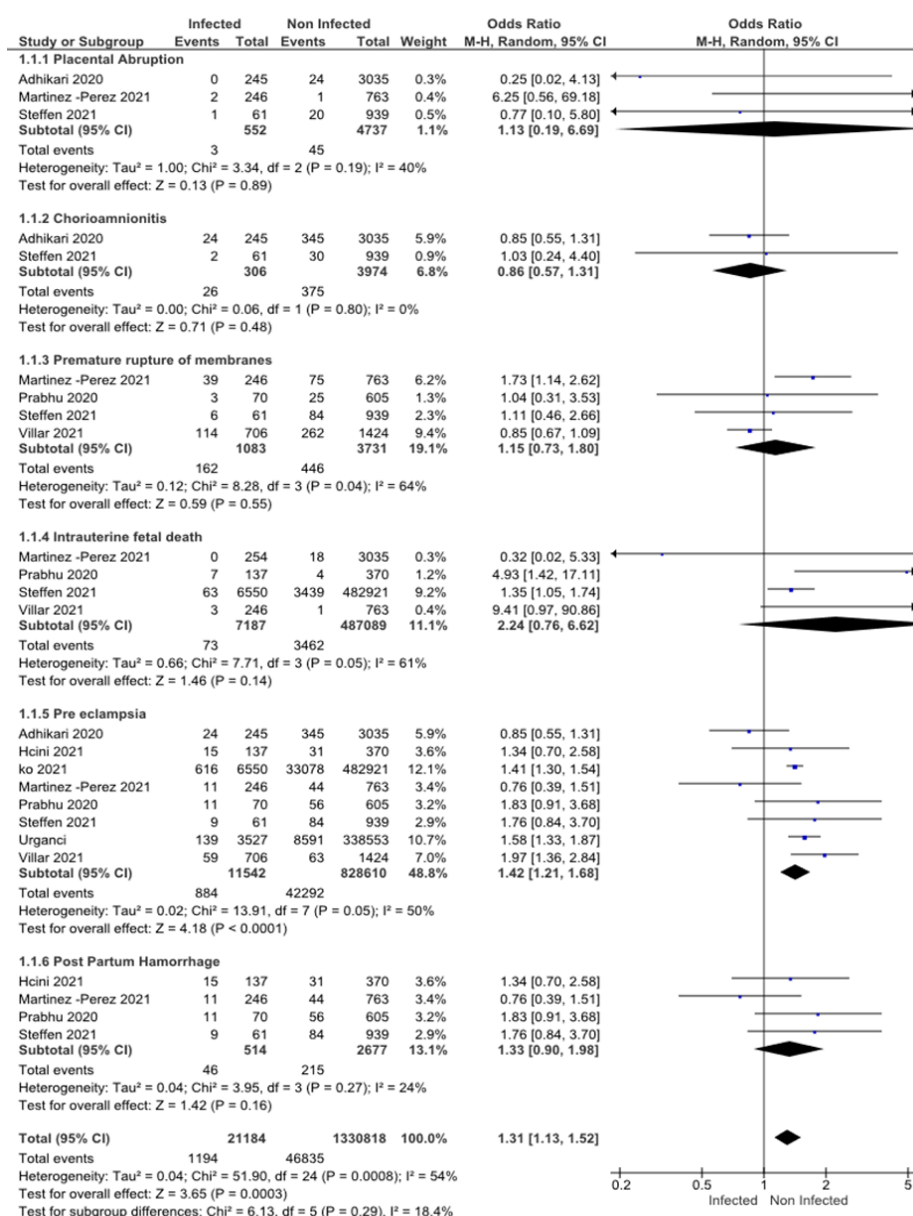 Infected Non Infected Odds Ratio Odds Ratio
Study or Subgroup Events Total Events Total Weight M-H, Random, 95% CI M-H, Random, 95% CI
1.1.1 Placental Abruption
Adhikari 2020 0 245 24 3035 0.3% 0.25 [0.02, 4.13]
Martinez -Perez 2021 2 246 1 763 0.4% 6.25 [0.56, 69.18]
Steffen 2021 1 61 20 939 0.5% 0.77 [0.10, 5.80]
Subtotal (95% CI) 552 4737 1.1% 1.13 [0.19, 6.69]
Total events 3 45
Heterogeneity: Tau² = 1.00; Chi² = 3.34, df = 2 (P = 0.19); I² = 40%
Test for overall effect: Z = 0.13 (P = 0.89)
1.1.2 Chorioamnionitis
Adhikari 2020 24 245 345 3035 5.9% 0.85 [0.55, 1.31]
Steffen 2021 2 61 30 939 0.9% 1.03 [0.24, 4.40]
Subtotal (95% CI) 306 3974 6.8% 0.86 [0.57, 1.31]
Total events 26 375
Heterogeneity: Tau² = 0.00; Chi² = 0.06, df = 1 (P = 0.80); I² = 0%
Test for overall effect: Z = 0.71 (P = 0.48)
1.1.3 Premature rupture of membranes
Martinez -Perez 2021 39 246 75 763 6.2% 1.73 [1.14, 2.62]
Prabhu 2020 3 70 25 605 1.3% 1.04 [0.31, 3.53]
Steffen 2021 6 61 84 939 2.3% 1.11 [0.46, 2.66]
Villar 2021 114 706 262 1424 9.4% 0.85 [0.67, 1.09]
Subtotal (95% CI) 1083 3731 19.1% 1.15 [0.73, 1.80]
Total events 162 446
Heterogeneity: Tau² = 0.12; Chi² = 8.28, df = 3 (P = 0.04); I² = 64%
Test for overall effect: Z = 0.59 (P = 0.55)
1.1.4 Intrauterine fetal death
Martinez -Perez 2021 0 254 18 3035 0.3% 0.32 [0.02, 5.33]
Prabhu 2020 7 137 4 370 1.2% 4.93 [1.42, 17.11]
Steffen 2021 63 6550 3439 482921 9.2% 1.35 [1.05, 1.74]
Villar 2021 3 246 1 763 0.4% 9.41 [0.97, 90.86]
Subtotal (95% CI) 7187 487089 11.1% 2.24 [0.76, 6.62]
Total events 73 3462
Heterogeneity: Tau² = 0.66; Chi² = 7.71, df = 3 (P = 0.05); I² = 61%
Test for overall effect: Z = 1.46 (P = 0.14)
1.1.5 Pre eclampsia
Adhikari 2020 24 245 345 3035 5.9% 0.85 [0.55, 1.31]
Hcini 2021 15 137 31 370 3.6% 1.34 [0.70, 2.58]
ko 2021 616 6550 33078 482921 12.1% 1.41 [1.30, 1.54]
Martinez -Perez 2021 11 246 44 763 3.4% 0.76 [0.39, 1.51]
Prabhu 2020 11 70 56 605 3.2% 1.83 [0.91, 3.68]
Steffen 2021 9 61 84 939 2.9% 1.76 [0.84, 3.70]
Urganci 139 3527 8591 338553 10.7% 1.58 [1.33, 1.87]
Villar 2021 59 706 63 1424 7.0% 1.97 [1.36, 2.84]
Subtotal (95% CI) 11542 828610 48.8% 1.42 [1.21, 1.68]
Total events 884 42292
Heterogeneity: Tau² = 0.02; Chi² = 13.91, df = 7 (P = 0.05); I² = 50%
Test for overall effect: Z = 4.18 (P < 0.0001)
1.1.6 Post Partum Hamorrhage
Hcini 2021 15 137 31 370 3.6% 1.34 [0.70, 2.58]
Martinez -Perez 2021 11 246 44 763 3.4% 0.76 [0.39, 1.51]
Prabhu 2020 11 70 56 605 3.2% 1.83 [0.91, 3.68]
Steffen 2021 9 61 84 939 2.9% 1.76 [0.84, 3.70]
Subtotal (95% CI) 514 2677 13.1% 1.33 [0.90, 1.98]
Total events 46 215
Heterogeneity: Tau² = 0.04; Chi² = 3.95, df = 3 (P = 0.27); I² = 24%
Test for overall effect: Z = 1.42 (P = 0.16)
Total (95% CI) 21184 1330818 100.0% 1.31 [1.13, 1.52]
Total events 1194 46835
Heterogeneity: Tau² = 0.04; Chi² = 51.90, df = 24 (P = 0.0008); I² = 54%
Test for overall effect: Z = 3.65 (P = 0.0003)
Test for subgroup differences: Chi² = 6.13, df = 5 (P = 0.29), I² = 18.4%
0.2 0.5 1 2 5
Infected Non Infected